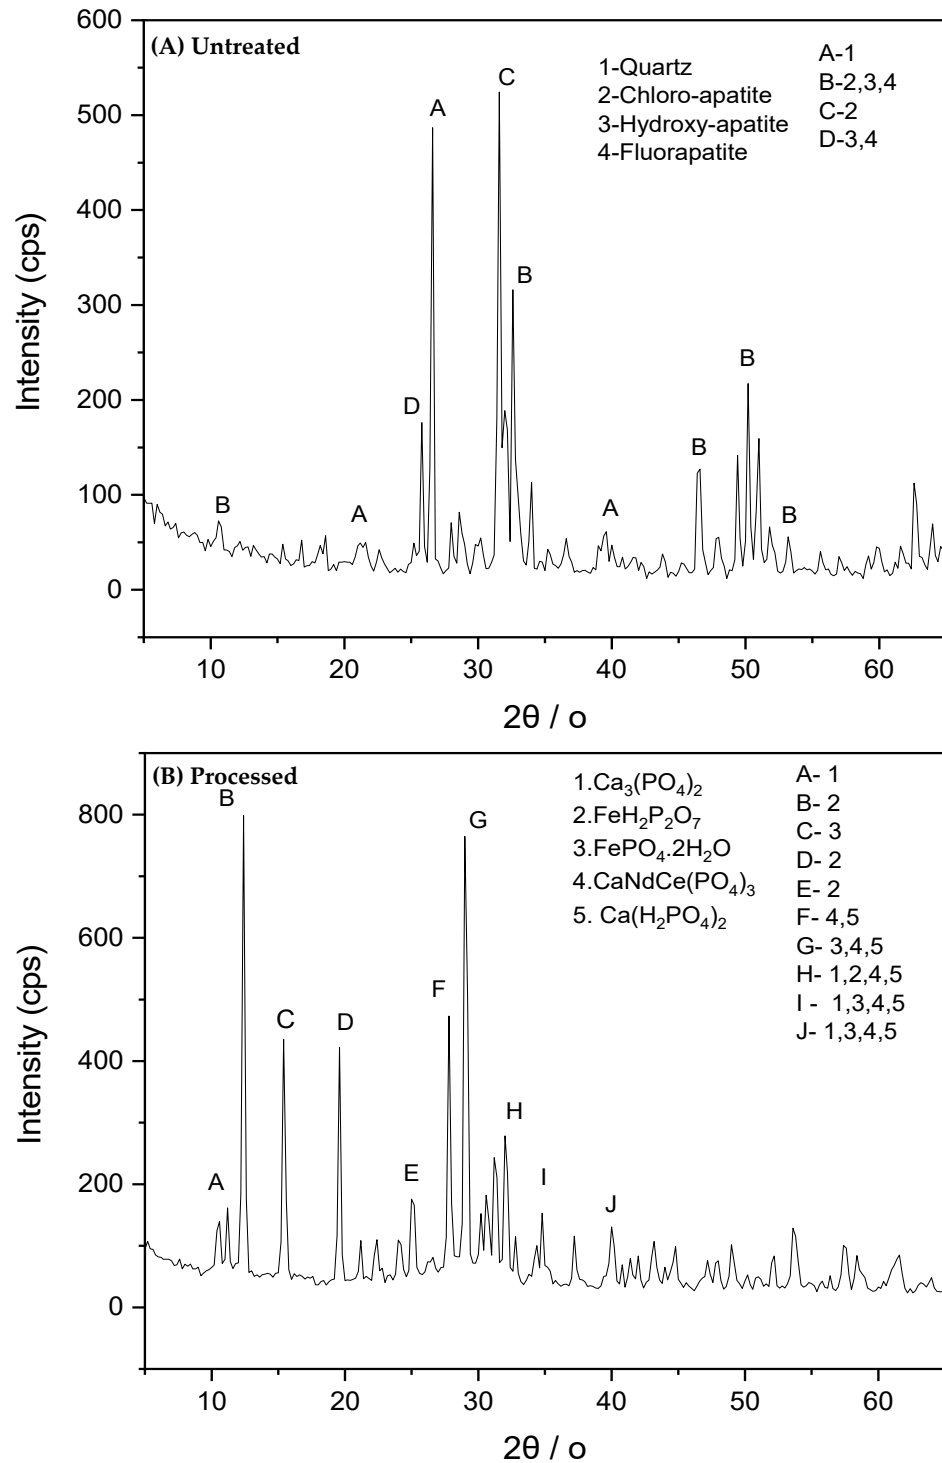 (A) Untreated
1-Quartz
2-Chloro-apatite
3-Hydroxy-apatite
4-Fluorapatite
A-1
B-2,3,4
C-2
D-3,4
600
500
400
300
200
100
0
Intensity (cps)
B
A
D
A
C
B
A
B
B
B
10
20
30
40
50
60
2θ / o
(B) Processed
1.Ca₃(PO₄)₂
2.FeH₂P₂O₇
3.FePO₄.2H₂O
4.CaNdCe(PO₄)₃
5. Ca(H₂PO₄)₂
A- 1
B- 2
C- 3
D- 2
E- 2
F- 4,5
G- 3,4,5
H- 1,2,4,5
I - 1,3,4,5
J- 1,3,4,5
800
600
400
200
0
Intensity (cps)
A
B
C
D
E
F
G
H
I
J
10
20
30
40
50
60
2θ / o